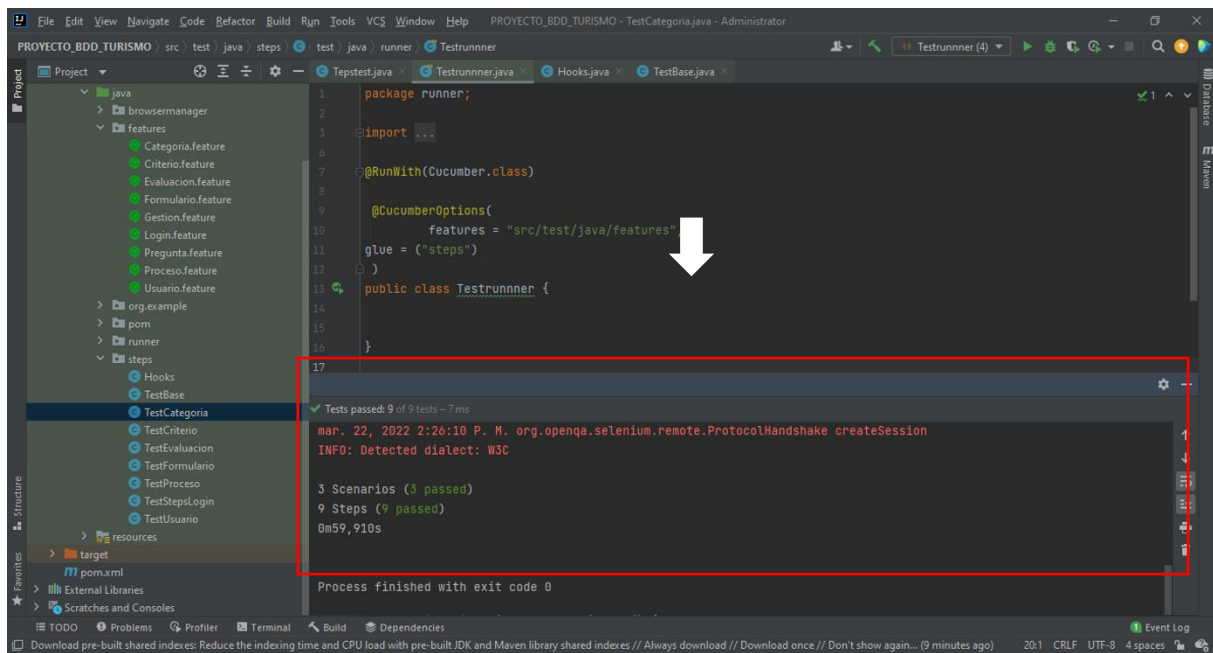 File Edit View Navigate Code Refactor Build Run Tools VCS Window Help PROYECTO_BDD_TURISMO - TestCategoria.java - Administrator
PROYECTO_BDD_TURISMO src test java steps test java runner Testrunnner Testrunnner (4)
Project
Tepstest.java Testrunnner.java Hooks.java TestBase.java
Project
java
browsermanager
features
Categoria.feature
Criterio.feature
Evaluacion.feature
Formulario.feature
Gestion.feature
Login.feature
Pregunta.feature
Proceso.feature
Usuario.feature
org.example
pom
runner
steps
Hooks
TestBase
TestCategoria
TestCriterio
TestEvaluacion
TestFormulario
TestProceso
TestStepsLogin
TestUsuario
resources
target
pom.xml
External Libraries
Scratches and Consoles
Structure
Favorites
1 package runner;
2
3 import ...
6
7 @RunWith(Cucumber.class)
8
9 @CucumberOptions(
10 features = "src/test/java/features",
11 glue = ("steps")
12 )
13 public class Testrunnner {
14
15
16 }
17
1
Database
Maven
Tests passed: 9 of 9 tests – 7 ms
mar. 22, 2022 2:26:10 P. M. org.openqa.selenium.remote.ProtocolHandshake createSession
INFO: Detected dialect: W3C
3 Scenarios (3 passed)
9 Steps (9 passed)
0m59,910s
Process finished with exit code 0
TODO Problems Profiler Terminal Build Dependencies 1 Event Log
Download pre-built shared indexes: Reduce the indexing time and CPU load with pre-built JDK and Maven library shared indexes // Always download // Download once // Don't show again... (9 minutes ago) 20:1 CRLF UTF-8 4 spaces